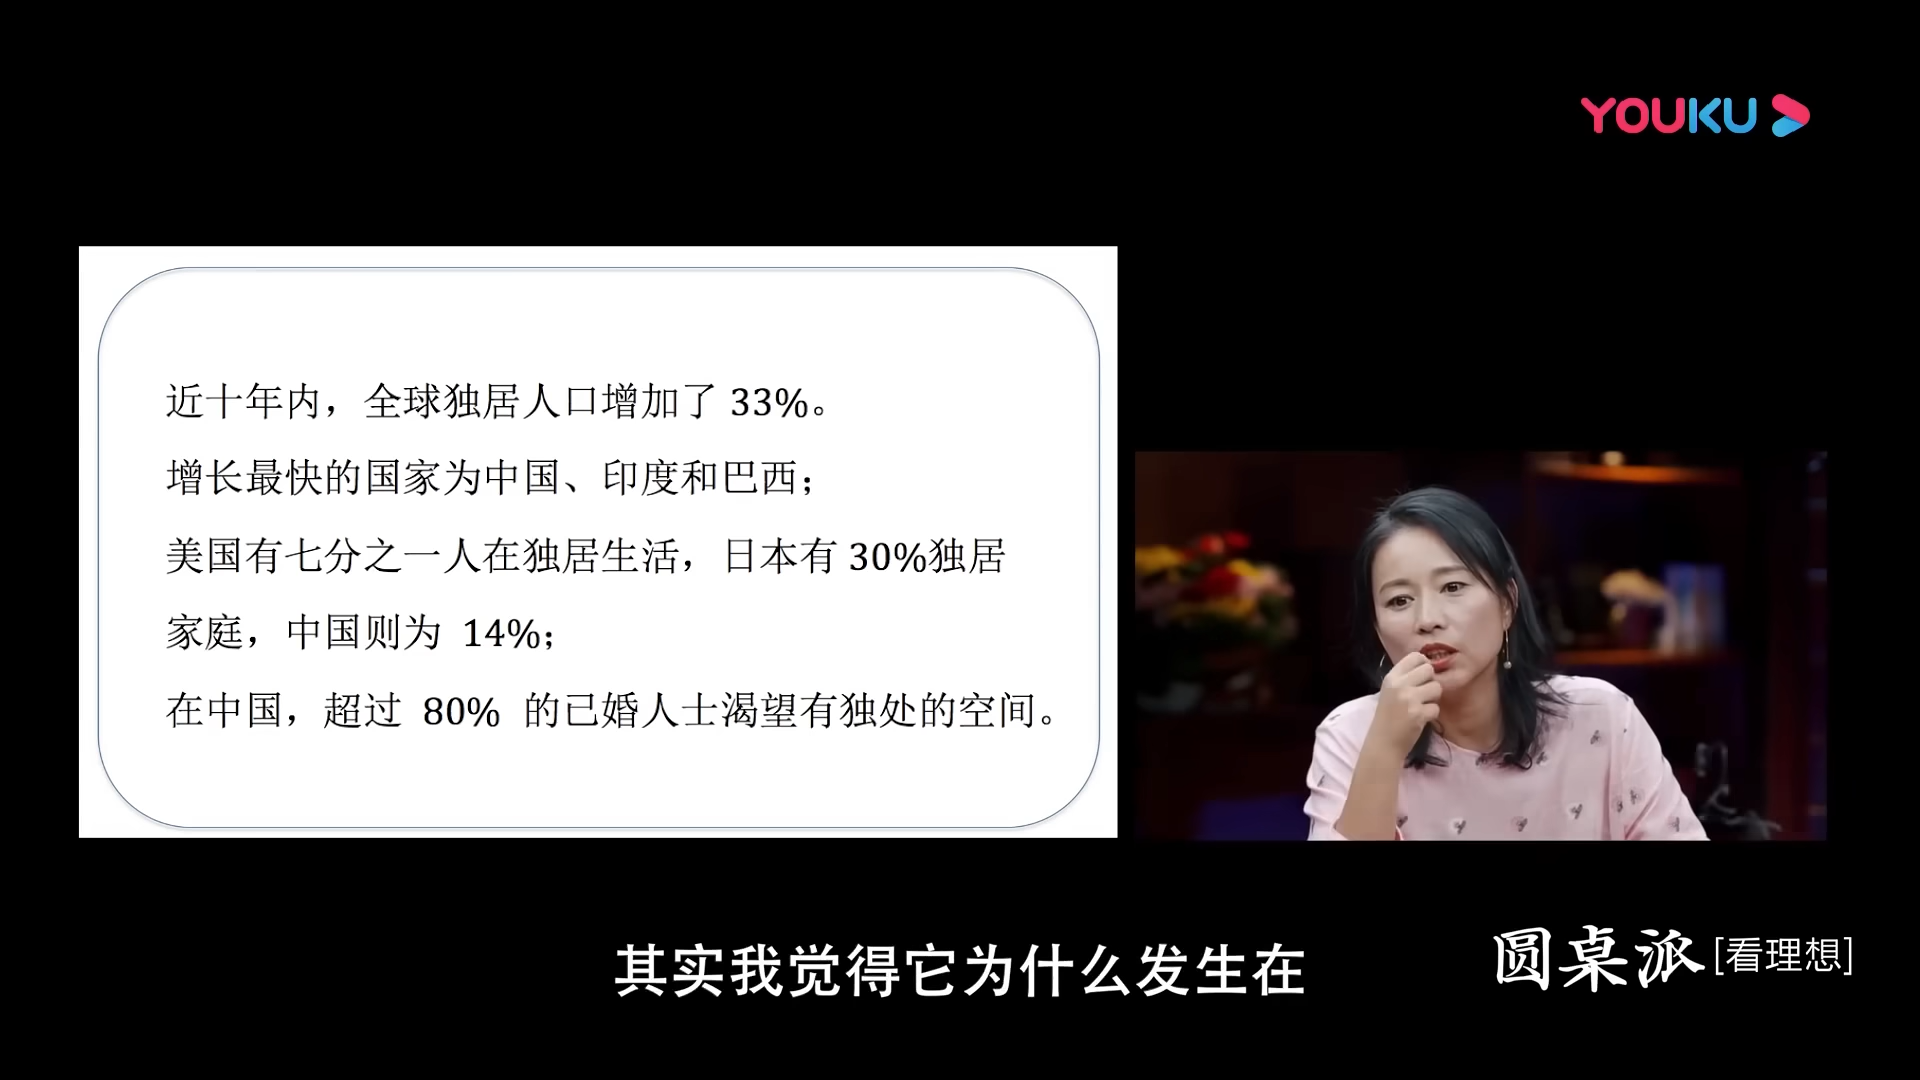 YOUKU
近十年内，全球独居人口增加了 33%。
增长最快的国家为中国、印度和巴西；
美国有七分之一人在独居生活，日本有 30%独居
家庭，中国则为 14%；
在中国，超过 80% 的已婚人士渴望有独处的空间。
其实我觉得它为什么发生在
圆桌派[看理想]